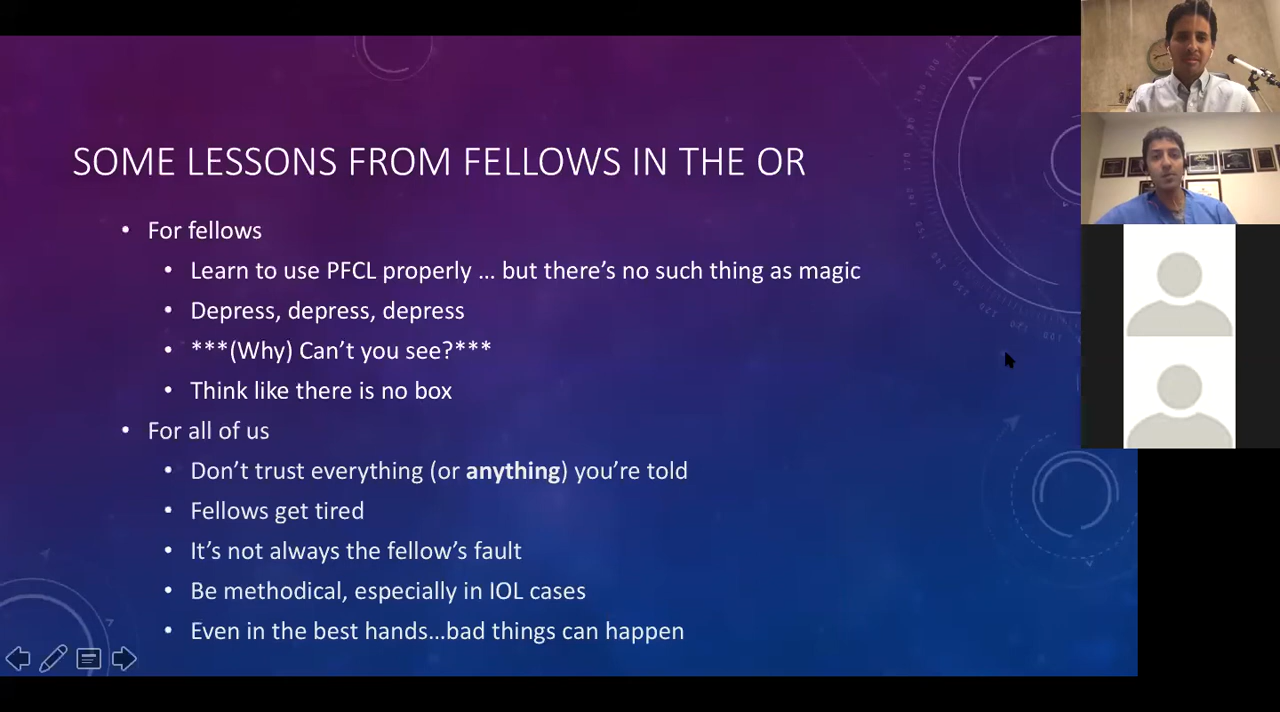 SOME LESSONS FROM FELLOWS IN THE OR
• For fellows
• Learn to use PFCL properly … but there's no such thing as magic
• Depress, depress, depress
• ***(Why) Can't you see?***
• Think like there is no box
• For all of us
• Don't trust everything (or anything) you're told
• Fellows get tired
• It's not always the fellow's fault
• Be methodical, especially in IOL cases
• Even in the best hands…bad things can happen